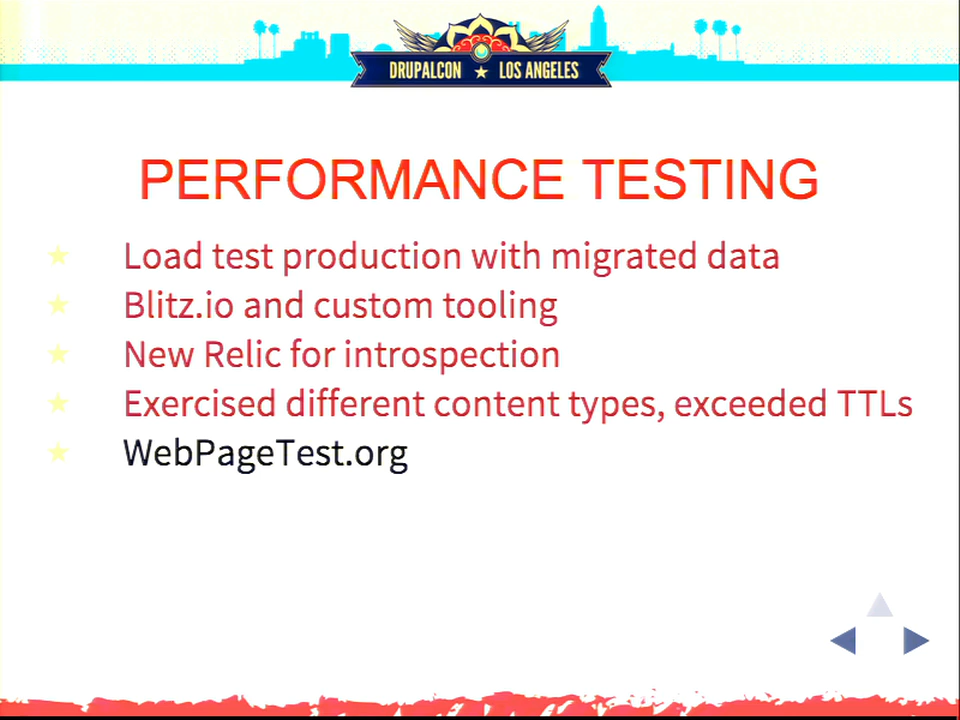 DRUPALCON ★ LOS ANGELES
PERFORMANCE TESTING
★ Load test production with migrated data
★ Blitz.io and custom tooling
★ New Relic for introspection
★ Exercised different content types, exceeded TTLs
★ WebPageTest.org